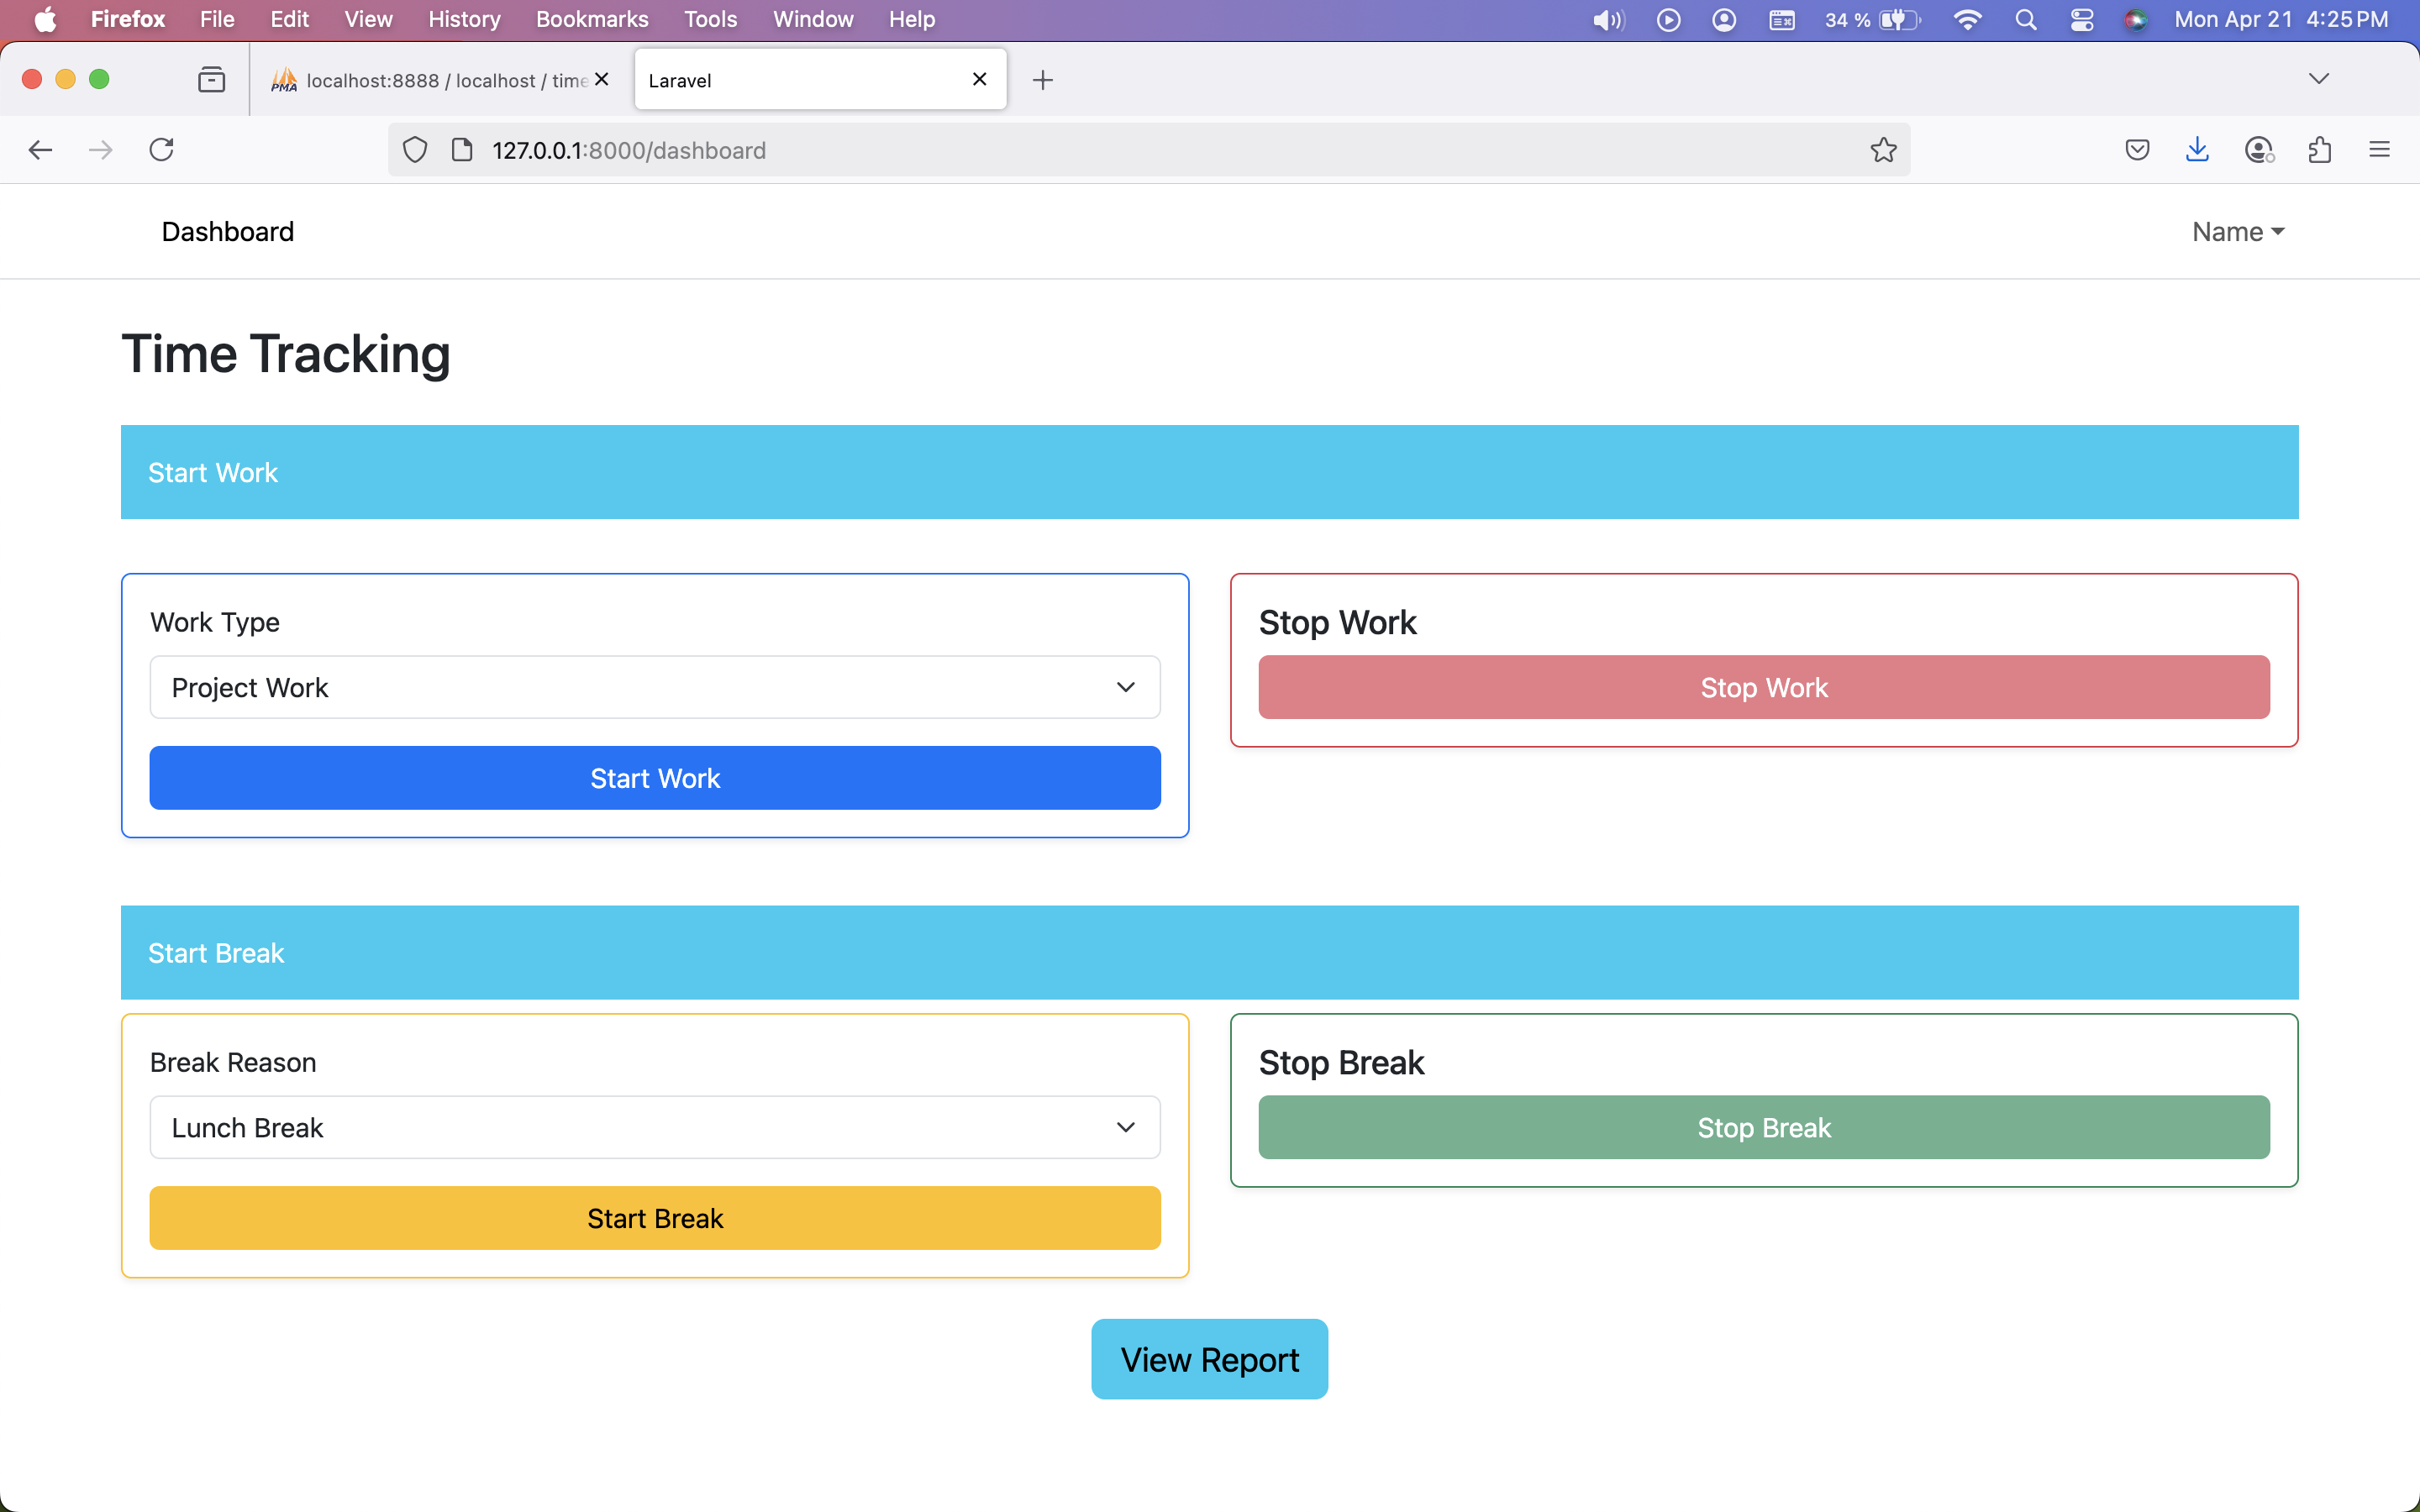 Firefox File Edit View History Bookmarks Tools Window Help 34 % Mon Apr 21 4:25 PM
PMA localhost:8888 / localhost / time Laravel
127.0.0.1:8000/dashboard
Dashboard Name
Time Tracking
Start Work
Work Type Stop Work
Project Work Stop Work
Start Work
Start Break
Break Reason Stop Break
Lunch Break Stop Break
Start Break
View Report